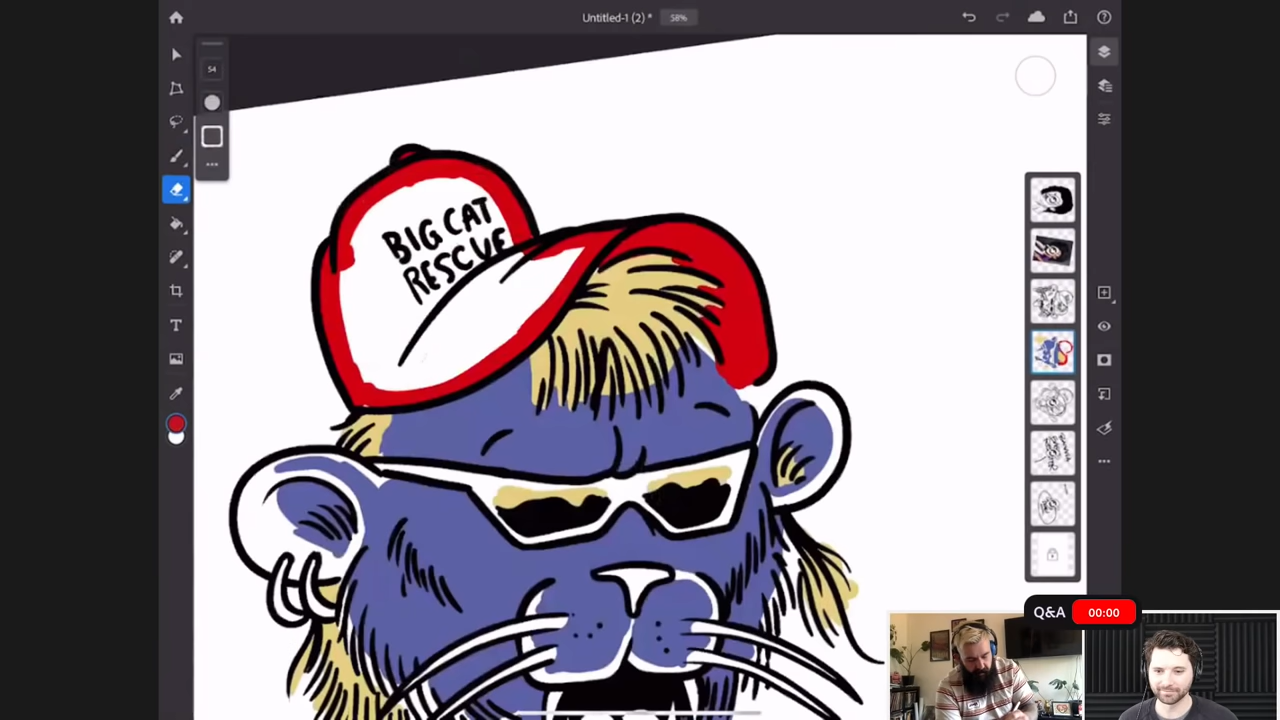 Untitled-1 (2) * 58%
54
BIG CAT
RESCUE
Q&A 00:00